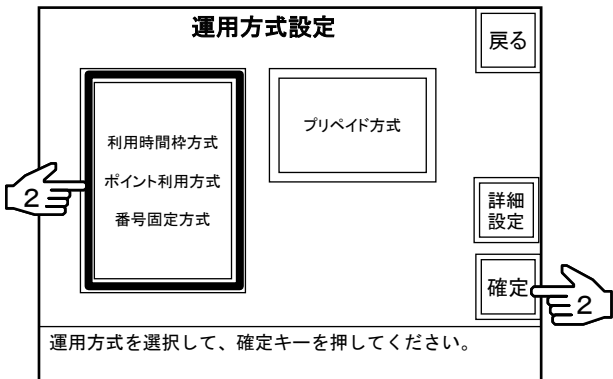 運用方式設定
戻る
利用時間枠方式
ポイント利用方式
番号固定方式
プリペイド方式
2
詳細
設定
確定
2
運用方式を選択して、確定キーを押してください。